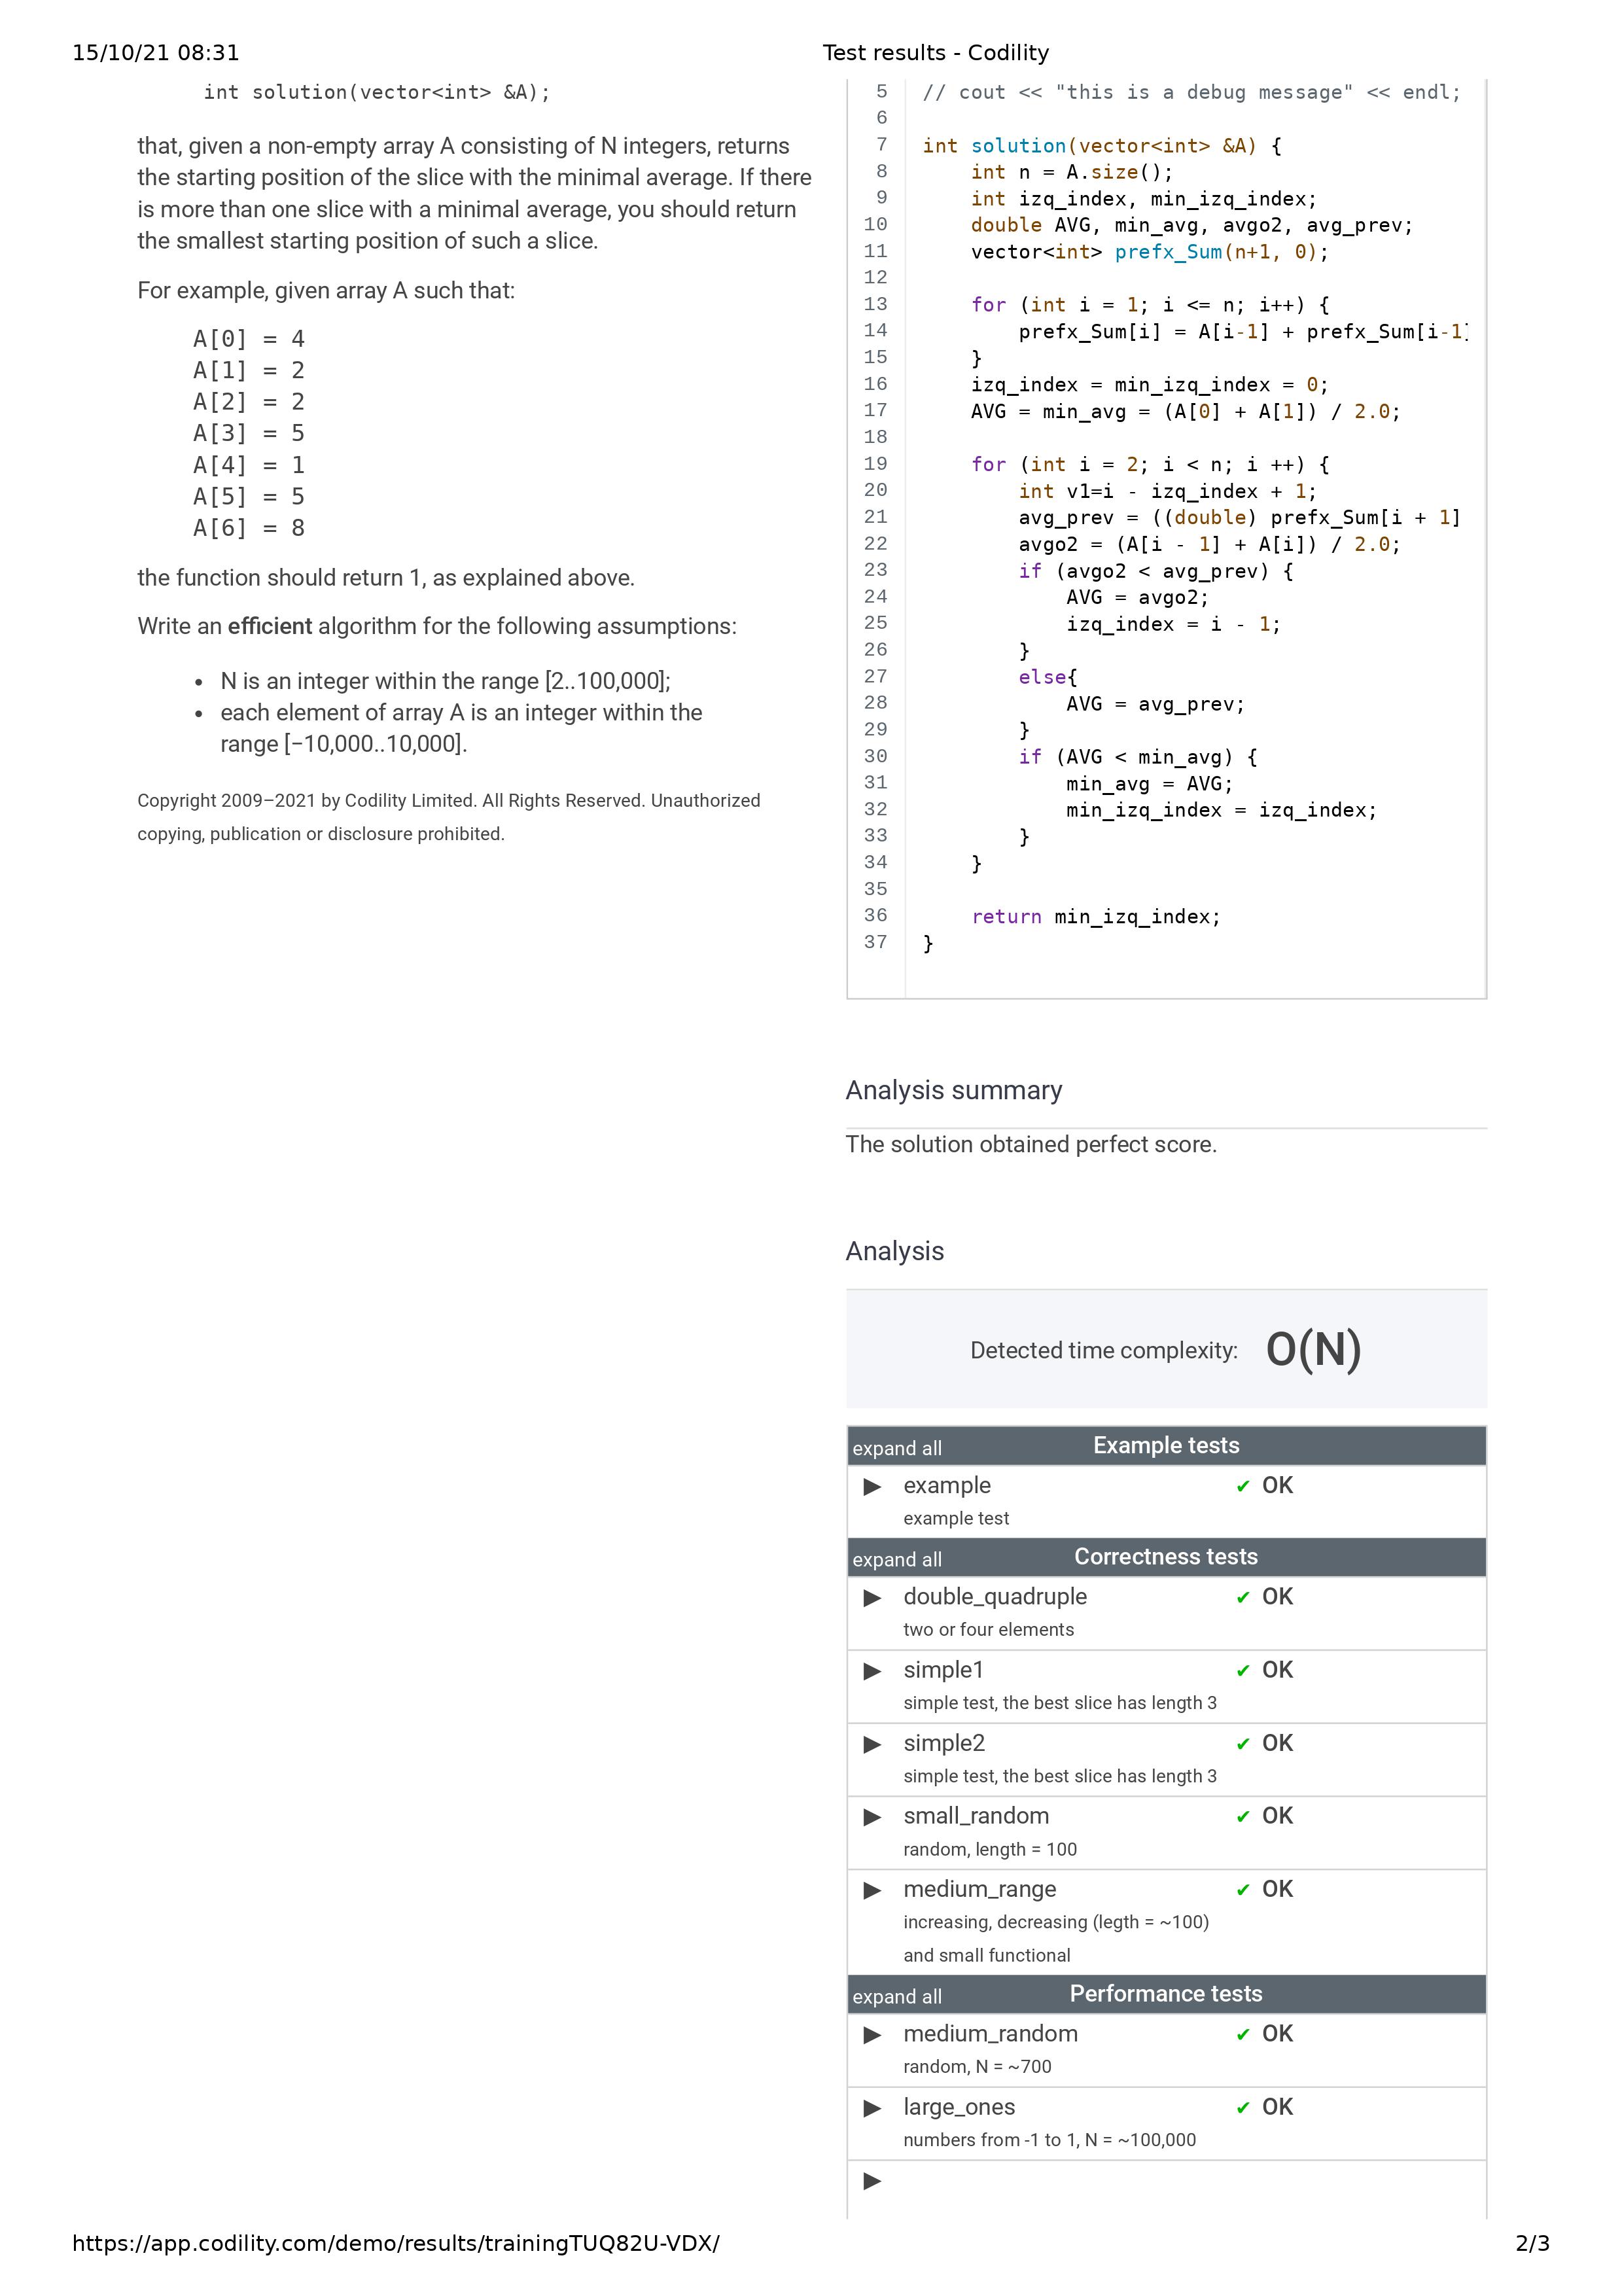 15/10/21 08:31
Test results - Codility
int solution(vector<int> &A);
that, given a non-empty array A consisting of N integers, returns
the starting position of the slice with the minimal average. If there
is more than one slice with a minimal average, you should return
the smallest starting position of such a slice.
For example, given array A such that:
A[0] = 4
A[1] = 2
A[2] = 2
A[3] = 5
A[4] = 1
A[5] = 5
A[6] = 8
the function should return 1, as explained above.
Write an efficient algorithm for the following assumptions:
• N is an integer within the range [2..100,000];
• each element of array A is an integer within the
range [−10,000..10,000].
Copyright 2009–2021 by Codility Limited. All Rights Reserved. Unauthorized
copying, publication or disclosure prohibited.
5 // cout << "this is a debug message" << endl;
6
7 int solution(vector<int> &A) {
8     int n = A.size();
9     int izq_index, min_izq_index;
10     double AVG, min_avg, avgo2, avg_prev;
11     vector<int> prefx_Sum(n+1, 0);
12
13     for (int i = 1; i <= n; i++) {
14         prefx_Sum[i] = A[i-1] + prefx_Sum[i-1]
15     }
16     izq_index = min_izq_index = 0;
17     AVG = min_avg = (A[0] + A[1]) / 2.0;
18
19     for (int i = 2; i < n; i ++) {
20         int v1=i - izq_index + 1;
21         avg_prev = ((double) prefx_Sum[i + 1]
22         avgo2 = (A[i - 1] + A[i]) / 2.0;
23         if (avgo2 < avg_prev) {
24             AVG = avgo2;
25             izq_index = i - 1;
26         }
27         else{
28             AVG = avg_prev;
29         }
30         if (AVG < min_avg) {
31             min_avg = AVG;
32             min_izq_index = izq_index;
33         }
34     }
35
36     return min_izq_index;
37 }
Analysis summary
The solution obtained perfect score.
Analysis
Detected time complexity: O(N)
expand all Example tests
▶ example ✔ OK
example test
expand all Correctness tests
▶ double_quadruple ✔ OK
two or four elements
▶ simple1 ✔ OK
simple test, the best slice has length 3
▶ simple2 ✔ OK
simple test, the best slice has length 3
▶ small_random ✔ OK
random, length = 100
▶ medium_range ✔ OK
increasing, decreasing (legth = ~100)
and small functional
expand all Performance tests
▶ medium_random ✔ OK
random, N = ~700
▶ large_ones ✔ OK
numbers from -1 to 1, N = ~100,000
▶
https://app.codility.com/demo/results/trainingTUQ82U-VDX/
2/3